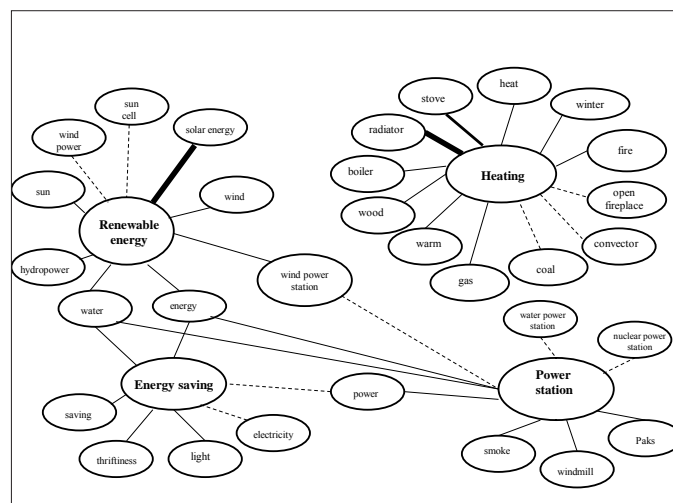 sun
cell
wind
power
solar energy
sun
wind
Renewable
energy
hydropower
wind power
station
water
energy
Energy saving
saving
thriftiness
light
electricity
power
stove
heat
winter
radiator
fire
boiler
Heating
open
fireplace
wood
warm
convector
gas
coal
water power
station
nuclear power
station
Power
station
smoke
windmill
Paks